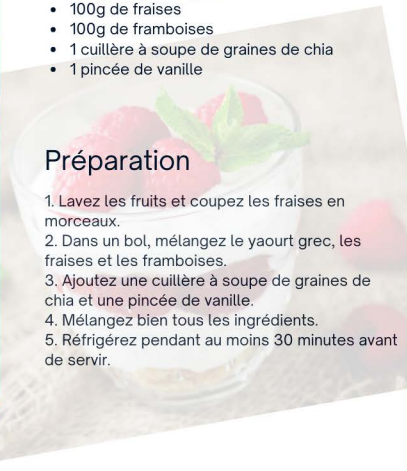 • 100g de fraises
• 100g de framboises
• 1 cuillère à soupe de graines de chia
• 1 pincée de vanille
Préparation
1. Lavez les fruits et coupez les fraises en
morceaux.
2. Dans un bol, mélangez le yaourt grec, les
fraises et les framboises.
3. Ajoutez une cuillère à soupe de graines de
chia et une pincée de vanille.
4. Mélangez bien tous les ingrédients.
5. Réfrigérez pendant au moins 30 minutes avant
de servir.